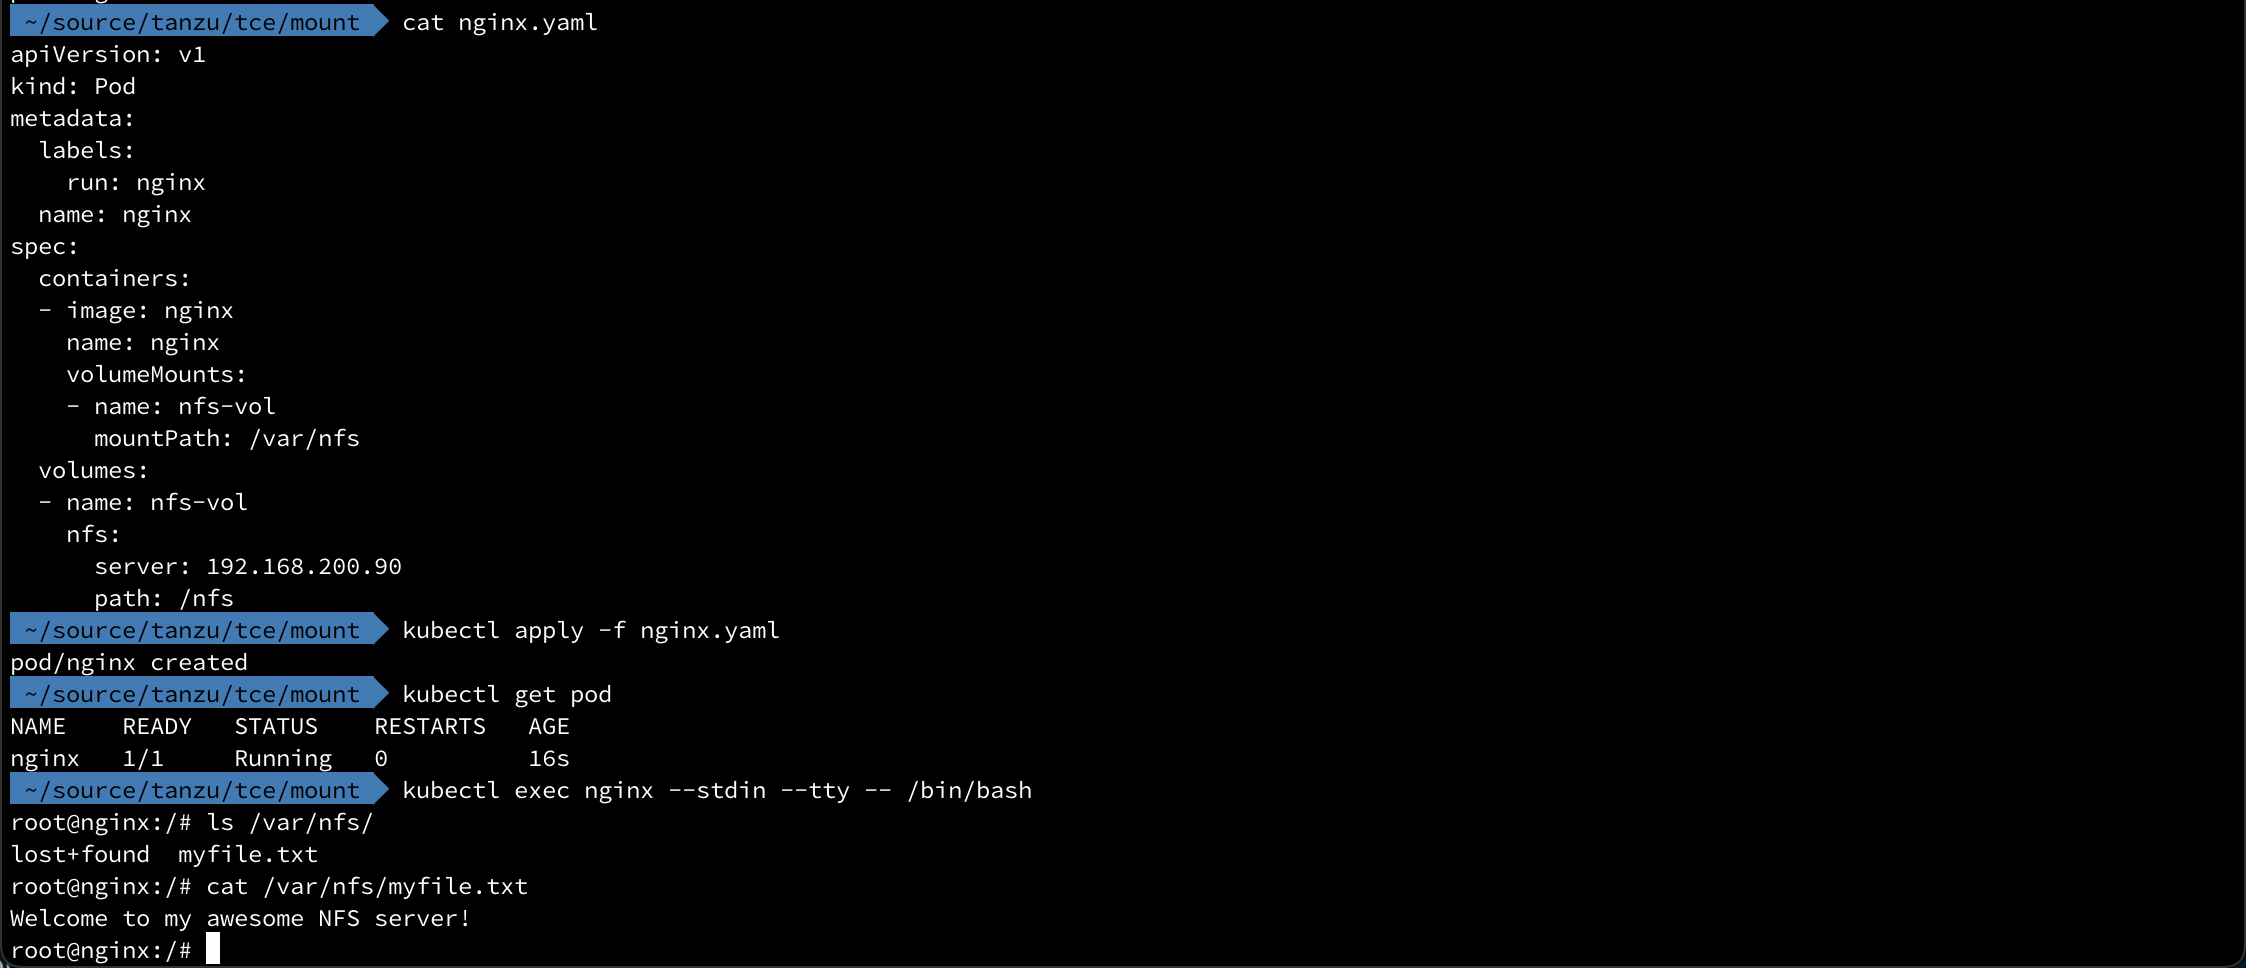 ~/source/tanzu/tce/mount cat nginx.yaml
apiVersion: v1
kind: Pod
metadata:
  labels:
    run: nginx
  name: nginx
spec:
  containers:
  - image: nginx
    name: nginx
    volumeMounts:
    - name: nfs-vol
      mountPath: /var/nfs
  volumes:
  - name: nfs-vol
    nfs:
      server: 192.168.200.90
      path: /nfs
~/source/tanzu/tce/mount kubectl apply -f nginx.yaml
pod/nginx created
~/source/tanzu/tce/mount kubectl get pod
NAME    READY   STATUS    RESTARTS   AGE
nginx   1/1     Running   0          16s
~/source/tanzu/tce/mount kubectl exec nginx --stdin --tty -- /bin/bash
root@nginx:/# ls /var/nfs/
lost+found  myfile.txt
root@nginx:/# cat /var/nfs/myfile.txt
Welcome to my awesome NFS server!
root@nginx:/#